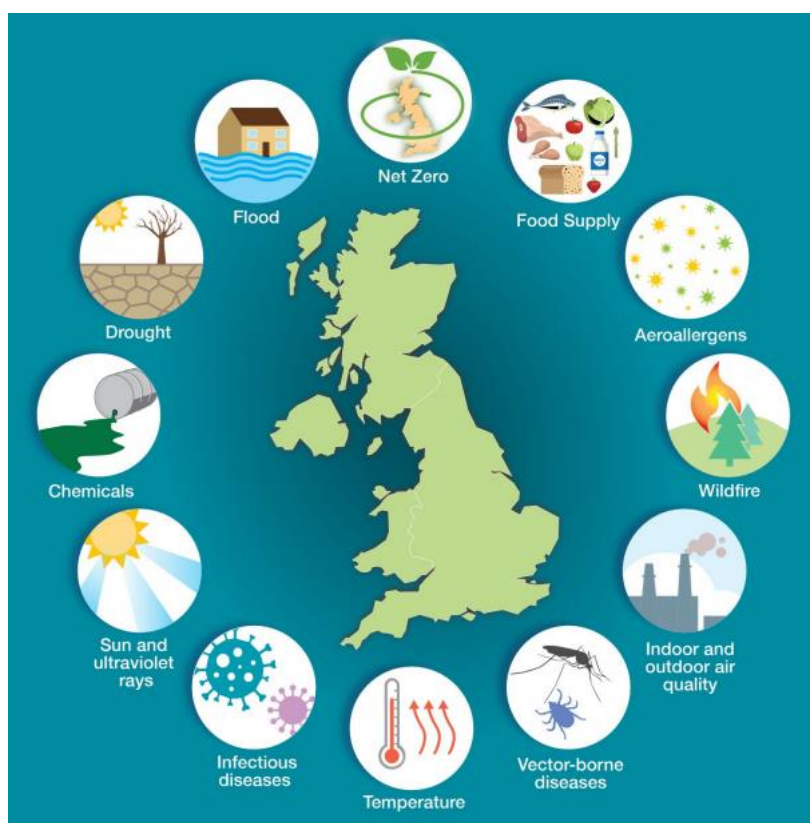 Net Zero
Food Supply
Aeroallergens
Wildfire
Indoor and
outdoor air
quality
Vector-borne
diseases
Temperature
Infectious
diseases
Sun and
ultraviolet
rays
Chemicals
Drought
Flood